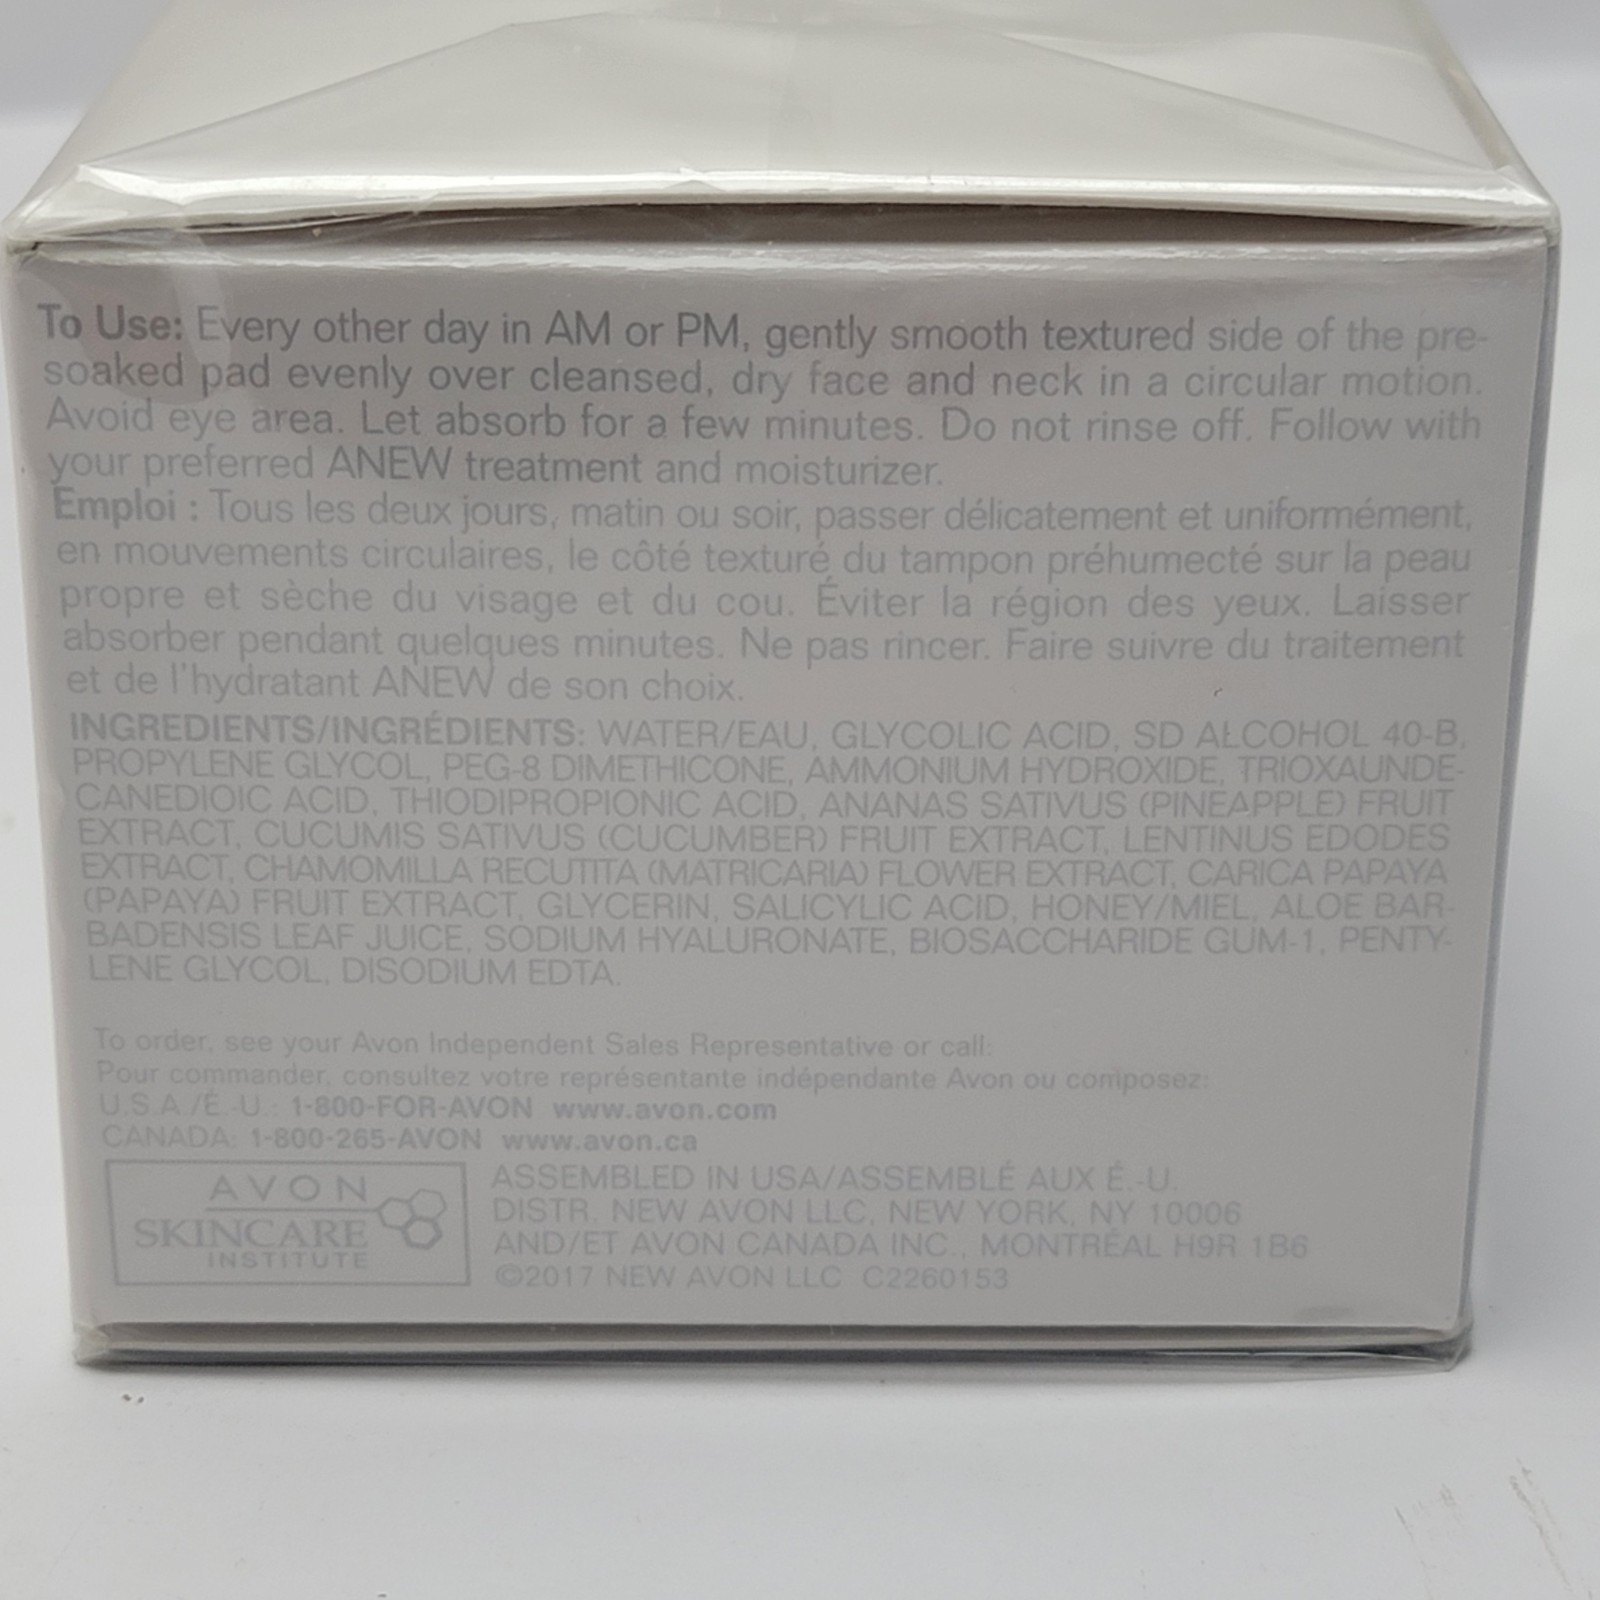 To Use: Every other day in AM or PM, gently smooth textured side of the pre-
soaked pad evenly over cleansed, dry face and neck in a circular motion.
Avoid eye area. Let absorb for a few minutes. Do not rinse off. Follow with
your preferred ANEW treatment and moisturizer.
Emploi : Tous les deux jours, matin ou soir, passer délicatement et uniformément,
en mouvements circulaires, le côté texturé du tampon préhumecté sur la peau
propre et sèche du visage et du cou. Éviter la région des yeux. Laisser
absorber pendant quelques minutes. Ne pas rincer. Faire suivre du traitement
et de l'hydratant ANEW de son choix.
INGREDIENTS/INGRÉDIENTS: WATER/EAU, GLYCOLIC ACID, SD ALCOHOL 40-B,
PROPYLENE GLYCOL, PEG-8 DIMETHICONE, AMMONIUM HYDROXIDE, TRIOXAUNDE-
CANEDIOIC ACID, THIODIPROPIONIC ACID, ANANAS SATIVUS (PINEAPPLE) FRUIT
EXTRACT, CUCUMIS SATIVUS (CUCUMBER) FRUIT EXTRACT, LENTINUS EDODES
EXTRACT, CHAMOMILLA RECUTITA (MATRICARIA) FLOWER EXTRACT, CARICA PAPAYA
(PAPAYA) FRUIT EXTRACT, GLYCERIN, SALICYLIC ACID, HONEY/MIEL, ALOE BAR-
BADENSIS LEAF JUICE, SODIUM HYALURONATE, BIOSACCHARIDE GUM-1, PENTY-
LENE GLYCOL, DISODIUM EDTA.
To order, see your Avon Independent Sales Representative or call:
Pour commander, consultez votre représentante indépendante Avon ou composez:
U.S.A./É.-U.: 1-800-FOR-AVON www.avon.com
CANADA: 1-800-265-AVON www.avon.ca
AVON
SKINCARE
INSTITUTE
ASSEMBLED IN USA/ASSEMBLÉ AUX É.-U.
DISTR. NEW AVON LLC, NEW YORK, NY 10006
AND/ET AVON CANADA INC., MONTRÉAL H9R 1B6
©2017 NEW AVON LLC C2260153